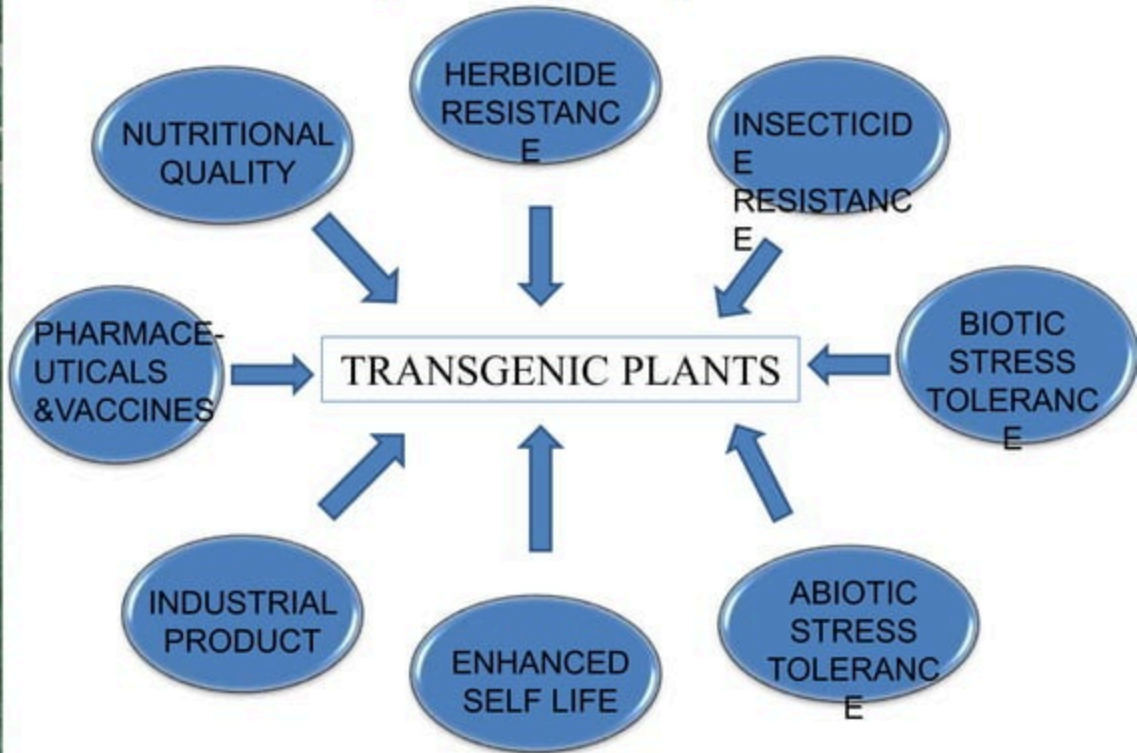 HERBICIDE
RESISTANC
E
NUTRITIONAL
QUALITY
INSECTICID
E
RESISTANC
E
PHARMACE-
UTICALS
&VACCINES
TRANSGENIC PLANTS
BIOTIC
STRESS
TOLERANC
E
INDUSTRIAL
PRODUCT
ENHANCED
SELF LIFE
ABIOTIC
STRESS
TOLERANC
E